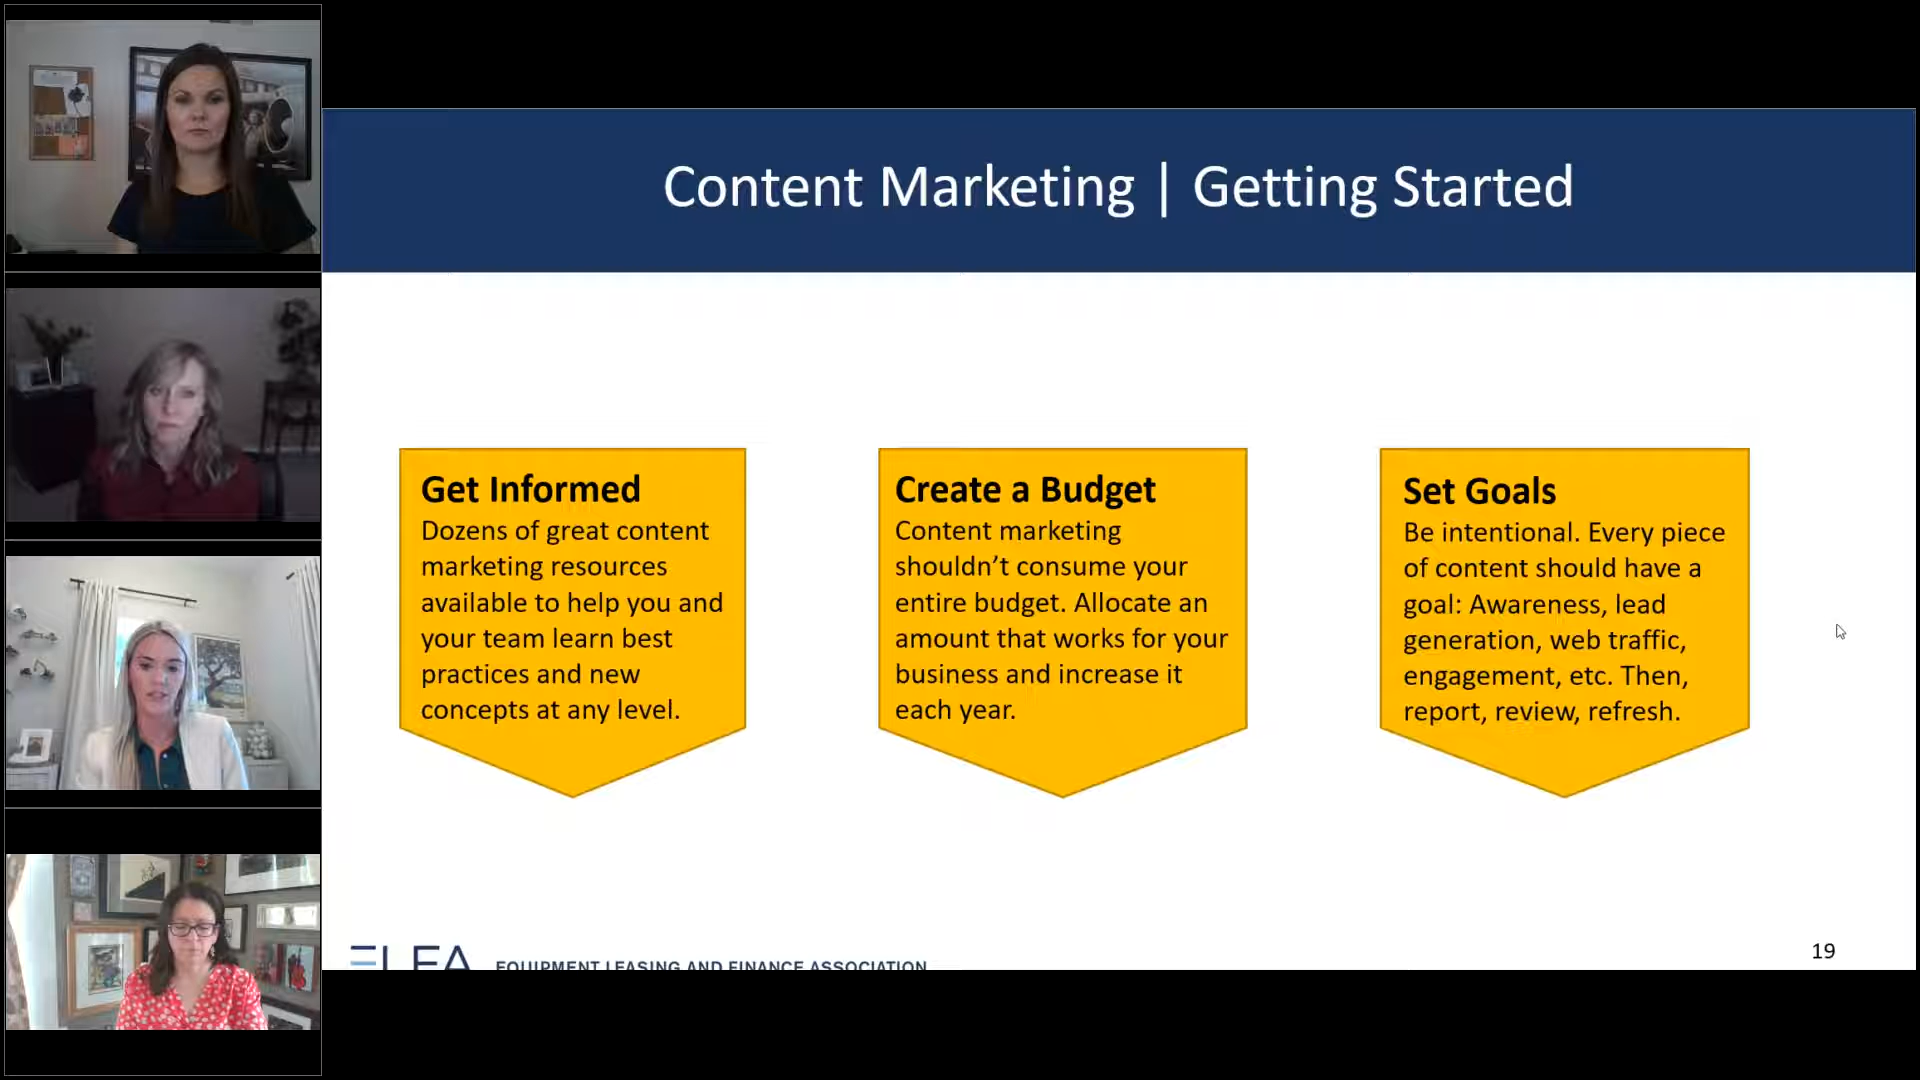 Content Marketing | Getting Started
Get Informed
Dozens of great content
marketing resources
available to help you and
your team learn best
practices and new
concepts at any level.
Create a Budget
Content marketing
shouldn’t consume your
entire budget. Allocate an
amount that works for your
business and increase it
each year.
Set Goals
Be intentional. Every piece
of content should have a
goal: Awareness, lead
generation, web traffic,
engagement, etc. Then,
report, review, refresh.
ELFA EQUIPMENT LEASING AND FINANCE ASSOCIATION
19